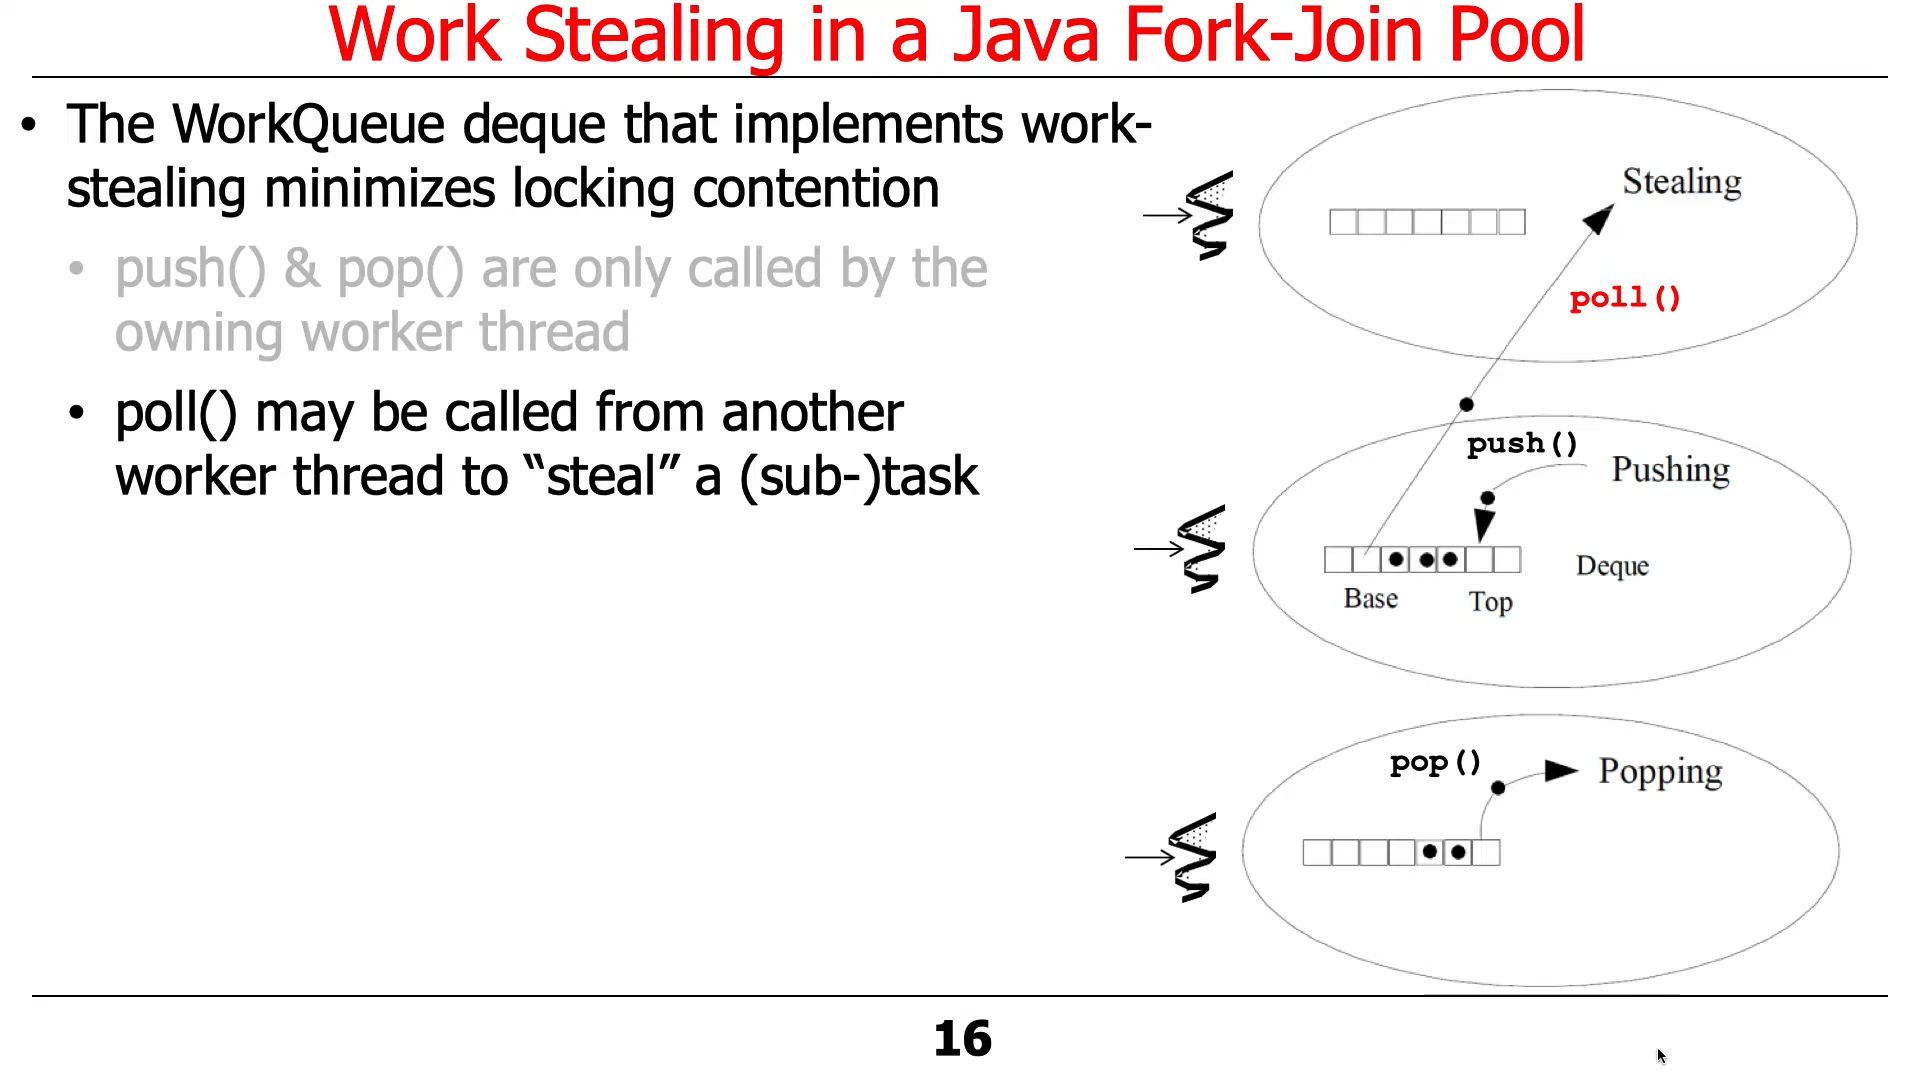 Work Stealing in a Java Fork-Join Pool
• The WorkQueue deque that implements work-
stealing minimizes locking contention
• push() & pop() are only called by the
owning worker thread
• poll() may be called from another
worker thread to “steal” a (sub-)task
Stealing
poll()
push()
Pushing
Deque
Base
Top
pop()
Popping
16